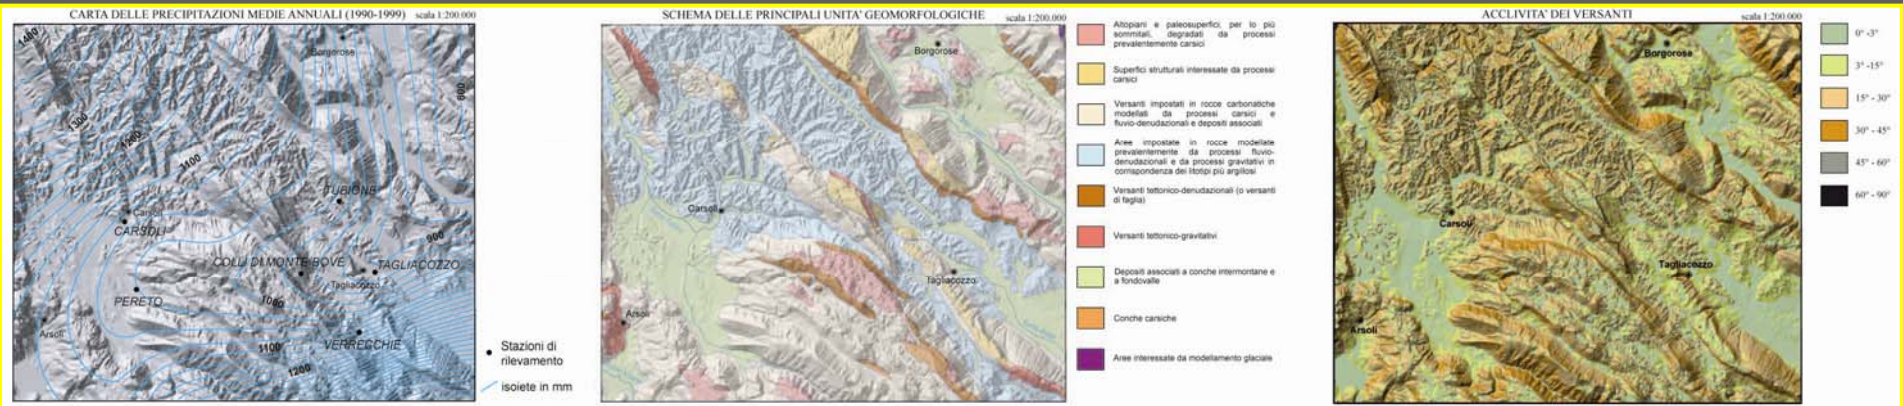 CARTA DELLE PRECIPITAZIONI MEDIE ANNUALI (1990-1999) scala 1:200.000
1400
Borgorose
800
1300
1200
1100
TUBIONE
Carsoli
CARSOLI
900
COLLI DI MONTE BOVE
TAGLIACOZZO
Tagliacozzo
PERETO
1000
Arsoli
VERRECCHIE
1100
1200
Stazioni di
rilevamento
isoiete in mm
SCHEMA DELLE PRINCIPALI UNITA' GEOMORFOLOGICHE scala 1:200.000
Borgorose
Carsoli
Tagliacozzo
Arsoli
Altopiani e paleosuperfici, per lo più
sommitali, degradati da processi
prevalentemente carsici
Superfici strutturali interessate da processi
carsici
Versanti impostati in rocce carbonatiche
modellati da processi carsici e
fluvio-denudazionali e depositi associati
Aree impostate in rocce modellate
prevalentemente da processi fluvio-
denudazionali e da processi gravitativi in
corrispondenza dei litotipi più argillosi
Versanti tettonico-denudazionali (o versanti
di faglia)
Versanti tettonico-gravitativi
Depositi associati a conche intermontane e
a fondovalle
Conche carsiche
Aree interessate da modellamento glaciale
ACCLIVITA' DEI VERSANTI scala 1:200.000
Borgorose
Carsoli
Tagliacozzo
Arsoli
0° -3°
3° -15°
15° - 30°
30° - 45°
45° - 60°
60° - 90°